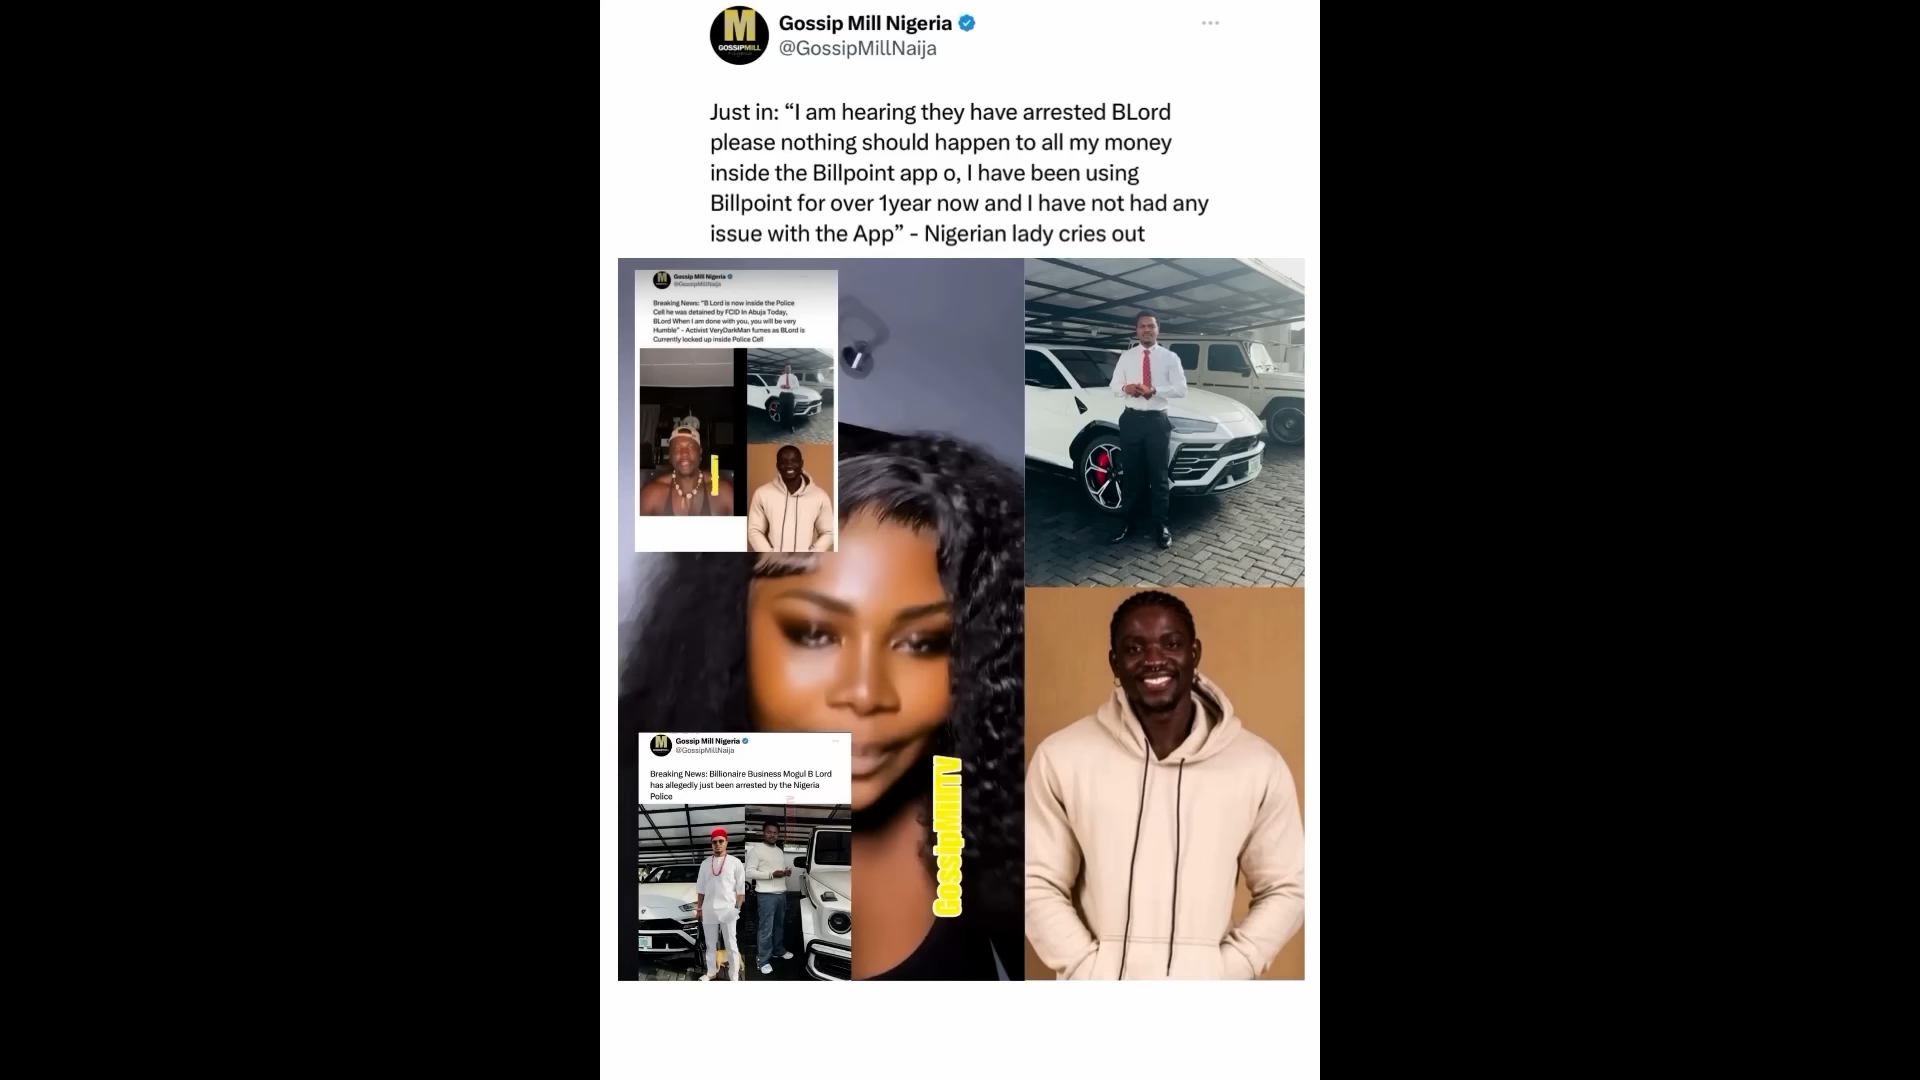 M
GOSSIPMILL
Gossip Mill Nigeria
@GossipMillNaija
Just in: “I am hearing they have arrested BLord
please nothing should happen to all my money
inside the Billpoint app o, I have been using
Billpoint for over 1year now and I have not had any
issue with the App” - Nigerian lady cries out
M
Gossip Mill Nigeria
@GossipMillNaija
Breaking News: “B Lord is now inside the Police
Cell he was detained by FCID In Abuja Today,
BLord When I am done with you, you will be very
Humble” - Activist VeryDarkMan fumes as BLord is
Currently locked up inside Police Cell
M
Gossip Mill Nigeria
@GossipMillNaija
Breaking News: Billionaire Business Mogul B Lord
has allegedly just been arrested by the Nigeria
Police
GossipMillTV